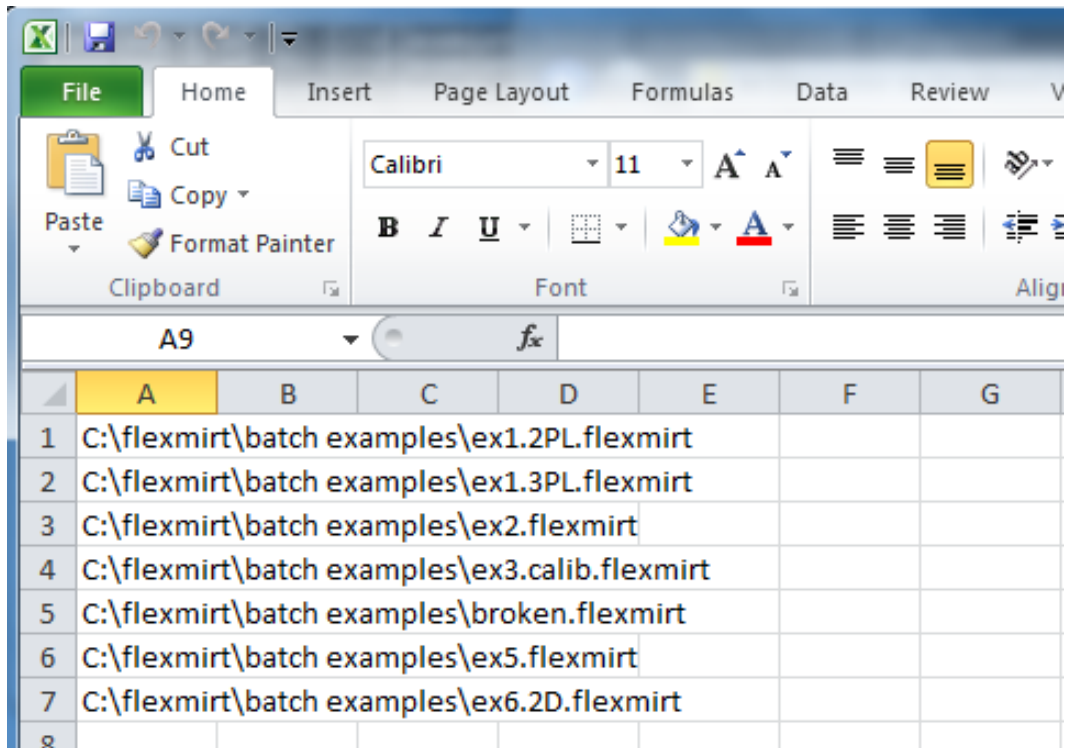 File Home Insert Page Layout Formulas Data Review V
Cut
Copy
Paste
Format Painter
Calibri 11 A A
B I U A
Clipboard Font Alig
A9 fx
A B C D E F G
1 C:\flexmirt\batch examples\ex1.2PL.flexmirt
2 C:\flexmirt\batch examples\ex1.3PL.flexmirt
3 C:\flexmirt\batch examples\ex2.flexmirt
4 C:\flexmirt\batch examples\ex3.calib.flexmirt
5 C:\flexmirt\batch examples\broken.flexmirt
6 C:\flexmirt\batch examples\ex5.flexmirt
7 C:\flexmirt\batch examples\ex6.2D.flexmirt
8